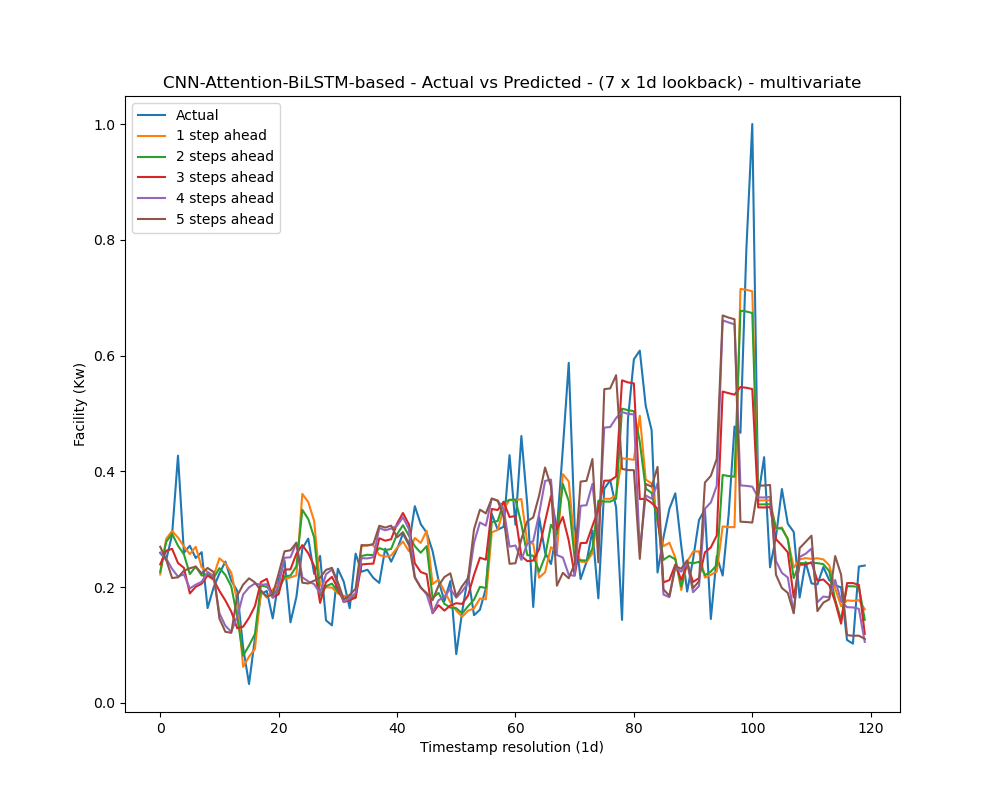 CNN-Attention-BiLSTM-based - Actual vs Predicted - (7 x 1d lookback) - multivariate
Actual
1 step ahead
2 steps ahead
3 steps ahead
4 steps ahead
5 steps ahead
1.0
0.8
0.6
0.4
0.2
0.0
Facility (Kw)
0 20 40 60 80 100 120
Timestamp resolution (1d)